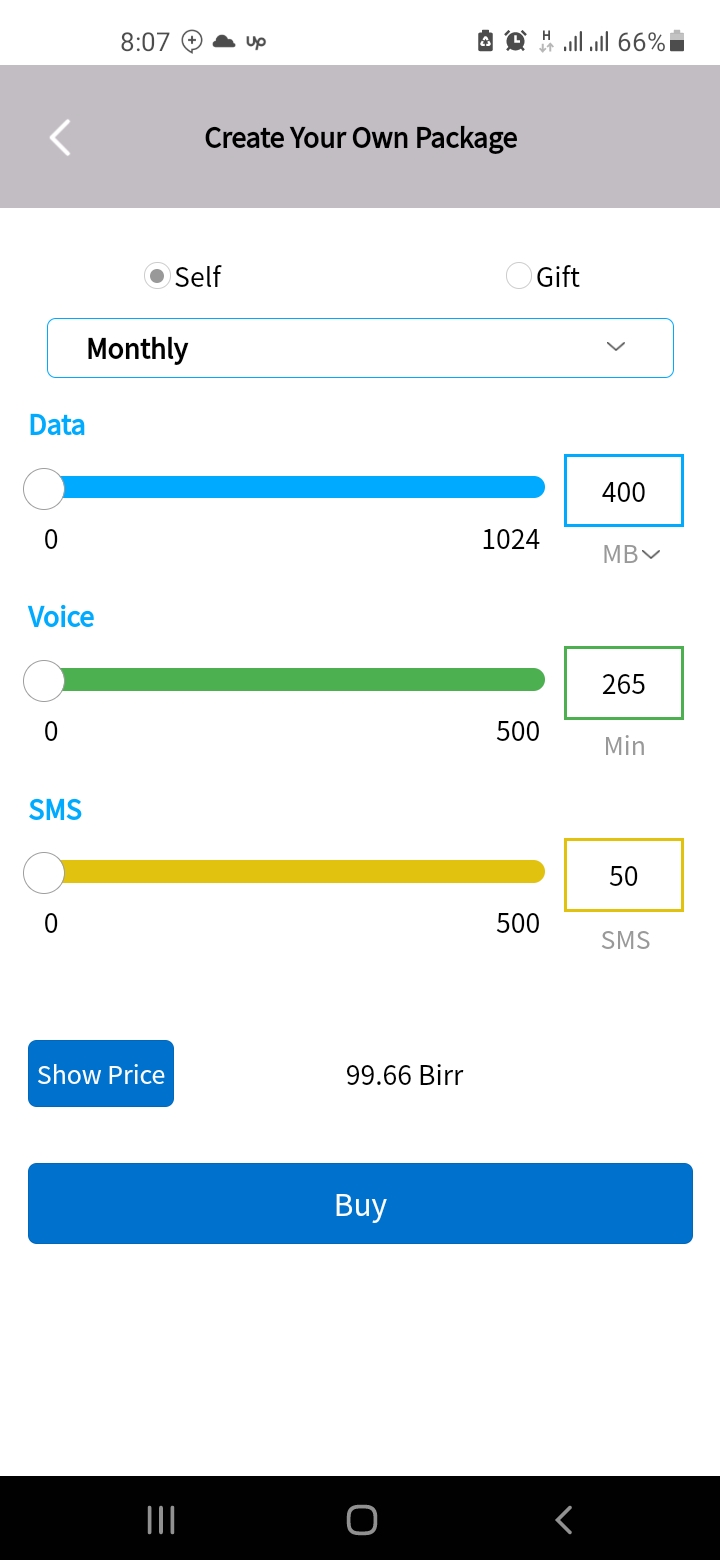 8:07 up H 66%
Create Your Own Package
Self Gift
Monthly
Data
400
0 1024
MB
Voice
265
0 500
Min
SMS
50
0 500
SMS
Show Price 99.66 Birr
Buy